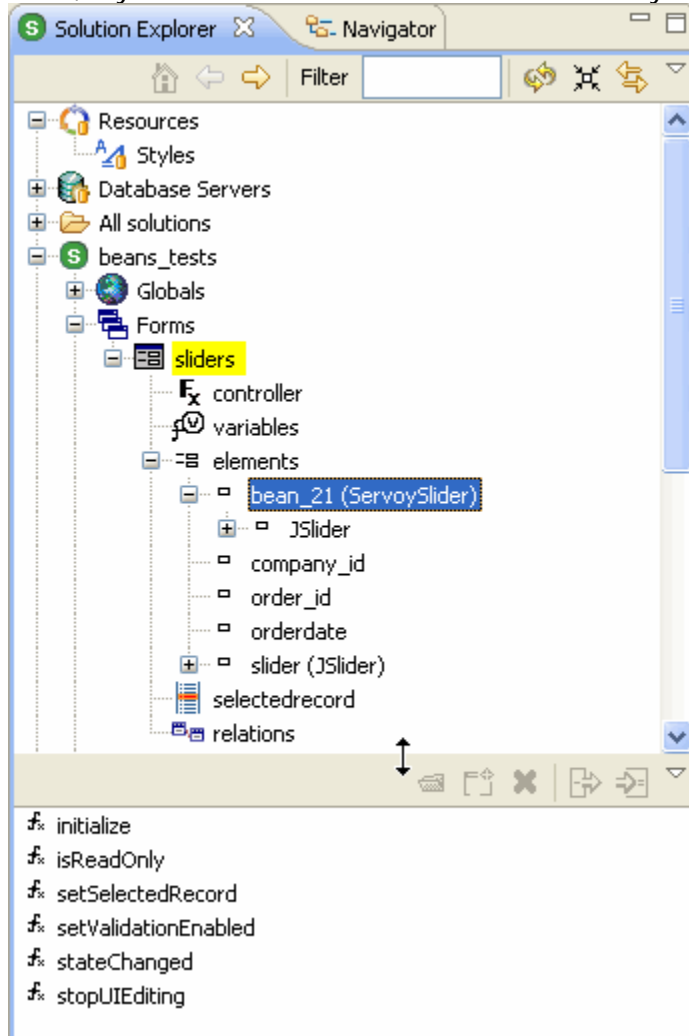 Solution Explorer
Navigator
Filter
Resources
Styles
Database Servers
All solutions
beans_tests
Globals
Forms
sliders
controller
variables
elements
bean_21 (ServoySlider)
JSlider
company_id
order_id
orderdate
slider (JSlider)
selectedrecord
relations
initialize
isReadOnly
setSelectedRecord
setValidationEnabled
stateChanged
stopUIEditing